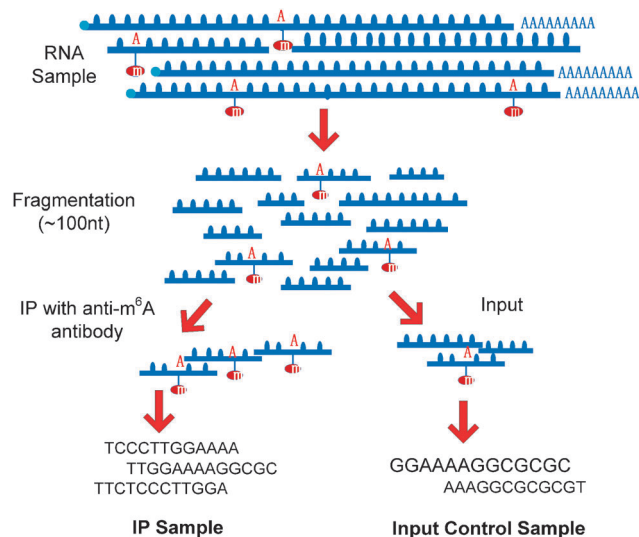 A
AAAAAAAAA
RNA
Sample
A
m
m
AAAAAAAAA
A
A
AAAAAAAAA
m
m
Fragmentation
(~100nt)
A
m
A
A
m
m
IP with anti-m⁶A
antibody
Input
A
A
A
A
m
m
m
m
TCCCTTGGAAAA
TTGGAAAAGGCGC
TTCTCCCTTGGA
GGAAAAGGCGCGC
AAAGGCGCGCGT
IP Sample
Input Control Sample